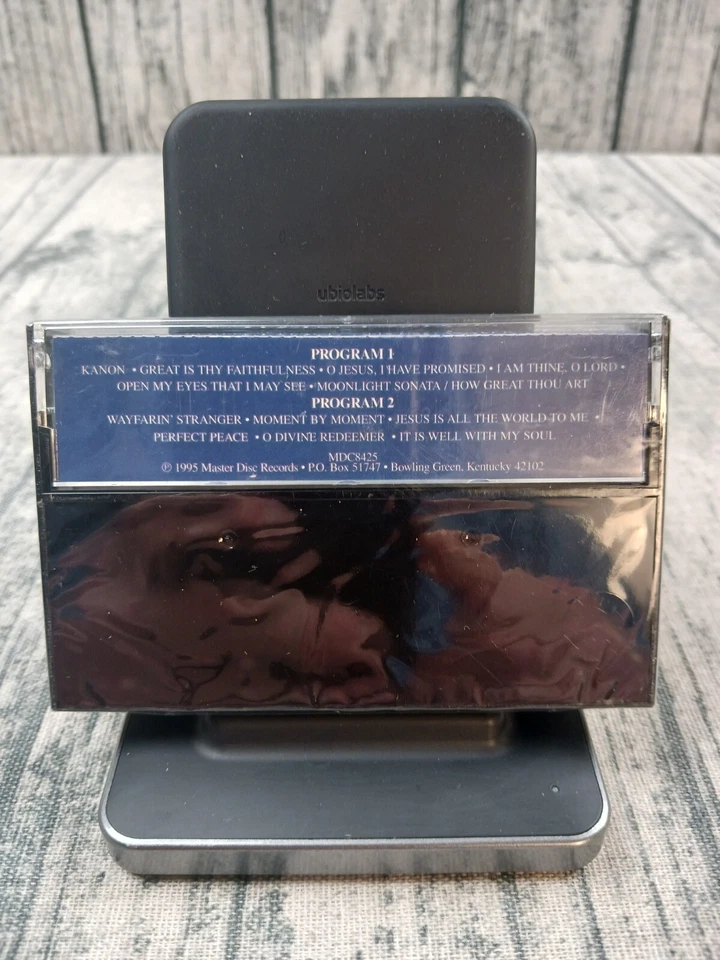 ubiolabs
PROGRAM 1
KANON • GREAT IS THY FAITHFULNESS • O JESUS, I HAVE PROMISED • I AM THINE, O LORD •
OPEN MY EYES THAT I MAY SEE • MOONLIGHT SONATA / HOW GREAT THOU ART
PROGRAM 2
WAYFARIN' STRANGER • MOMENT BY MOMENT • JESUS IS ALL THE WORLD TO ME •
PERFECT PEACE • O DIVINE REDEEMER • IT IS WELL WITH MY SOUL
MDC8425
℗ 1995 Master Disc Records • P.O. Box 51747 • Bowling Green, Kentucky 42102